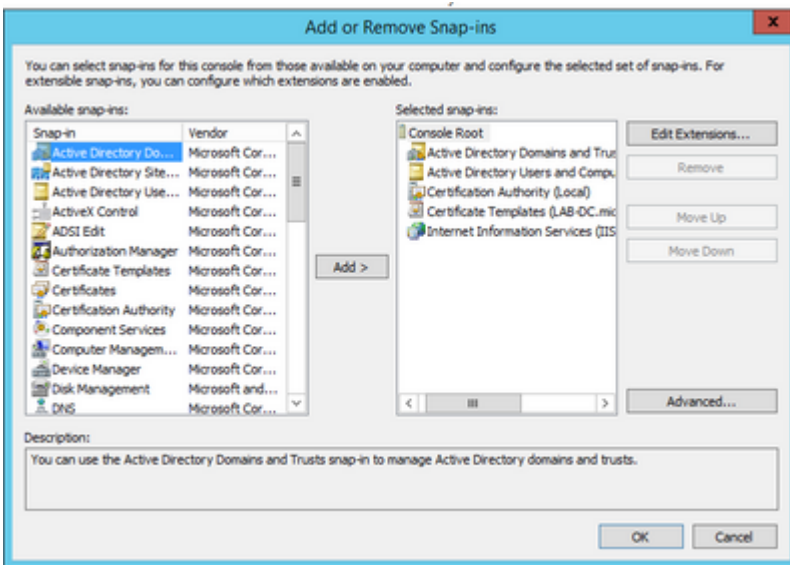 Add or Remove Snap-ins
You can select snap-ins for this console from those available on your computer and configure the selected set of snap-ins. For
extensible snap-ins, you can configure which extensions are enabled.
Available snap-ins:
Snap-in Vendor
Active Directory Do... Microsoft Cor...
Active Directory Site... Microsoft Cor...
Active Directory Use... Microsoft Cor...
ActiveX Control Microsoft Cor...
ADSI Edit Microsoft Cor...
Authorization Manager Microsoft Cor...
Certificate Templates Microsoft Cor...
Certificates Microsoft Cor...
Certification Authority Microsoft Cor...
Component Services Microsoft Cor...
Computer Managem... Microsoft Cor...
Device Manager Microsoft Cor...
Disk Management Microsoft and...
DNS Microsoft Cor...
Add >
Selected snap-ins:
Console Root
Active Directory Domains and Trus
Active Directory Users and Compu
Certification Authority (Local)
Certificate Templates (LAB-DC.mic
Internet Information Services (IIS
Edit Extensions...
Remove
Move Up
Move Down
Advanced...
Description:
You can use the Active Directory Domains and Trusts snap-in to manage Active Directory domains and trusts.
OK Cancel